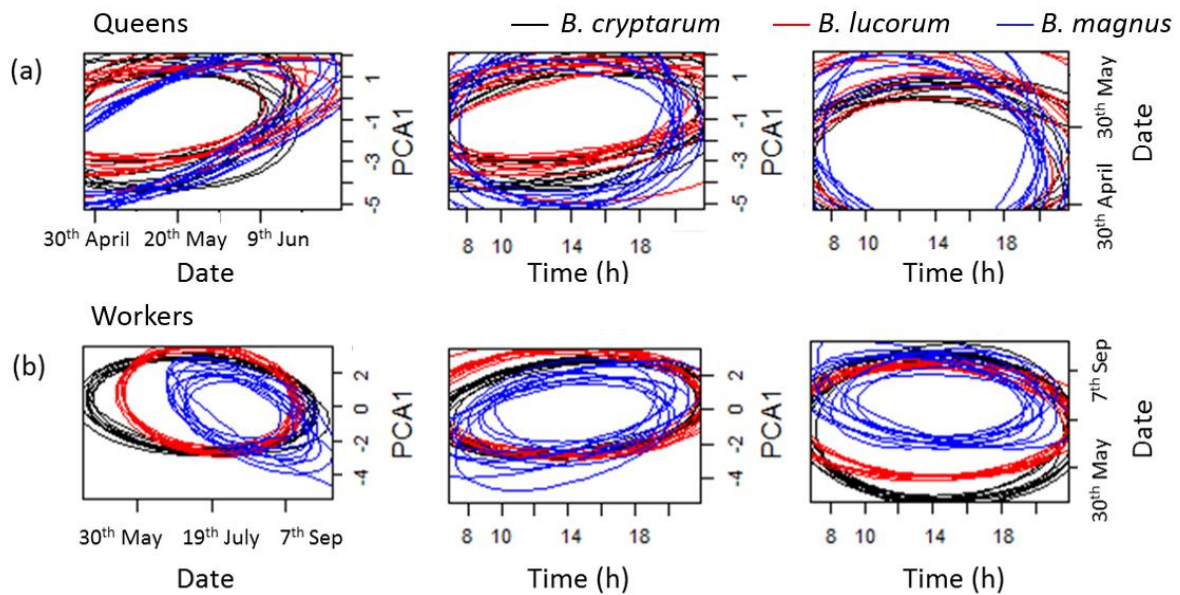 Queens
B. cryptarum
B. lucorum
B. magnus
(a)
1
-1
-3
-5
PCA1
30th April
20th May
9th Jun
Date
1
-1
-3
-5
PCA1
8 10 14 18
Time (h)
30th May
30th April
Date
8 10 14 18
Time (h)
Workers
(b)
2
0
-2
-4
PCA1
30th May
19th July
7th Sep
Date
2
0
-2
-4
PCA1
8 10 14 18
Time (h)
7th Sep
30th May
Date
8 10 14 18
Time (h)